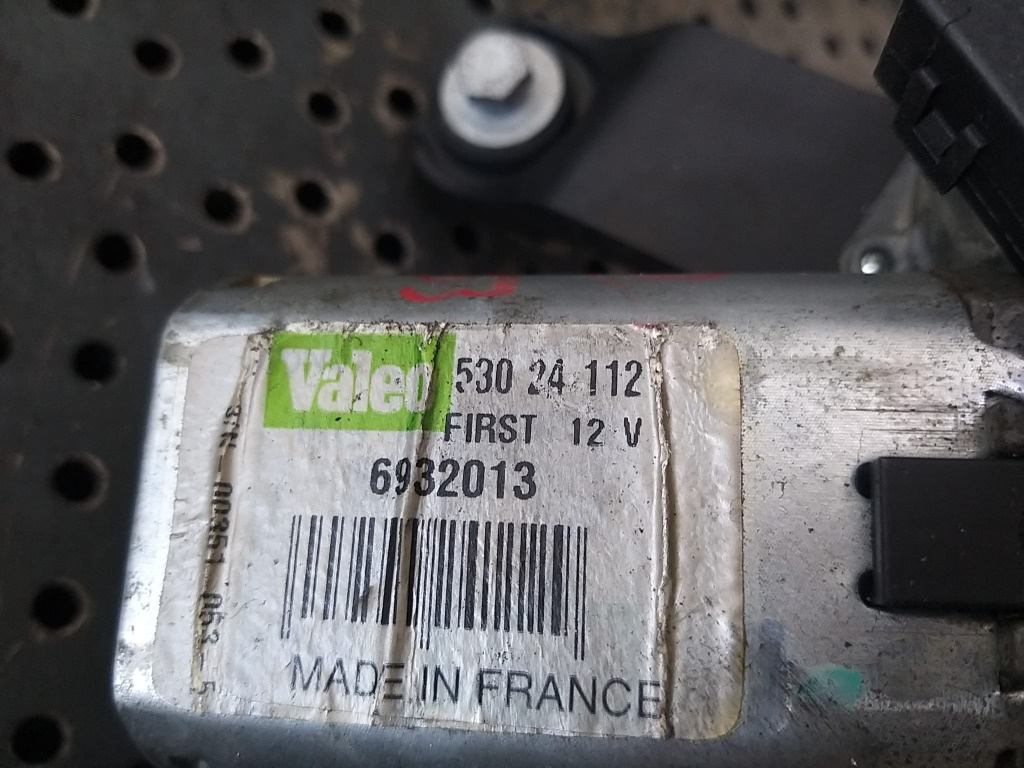 Valeo 530 24 112
FIRST 12 V
6932013
MADE IN FRANCE